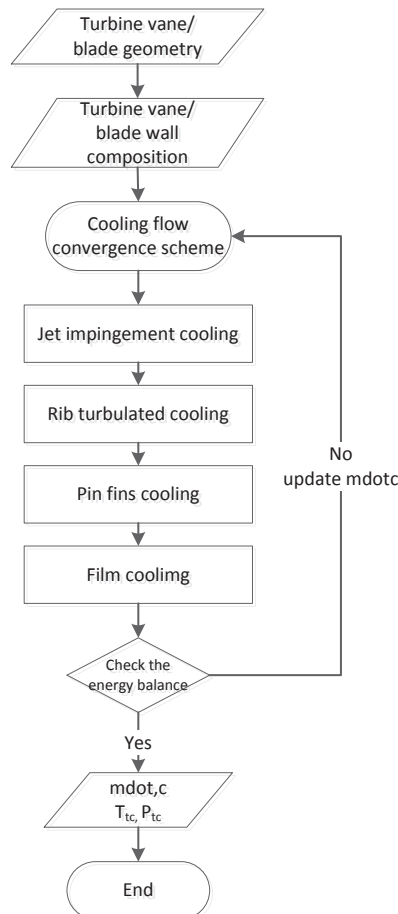 Turbine vane/
blade geometry
Turbine vane/
blade wall
composition
Cooling flow
convergence scheme
Jet impingement cooling
Rib turbulated cooling
Pin fins cooling
Film coolimg
Check the
energy balance
No
update mdotc
Yes
mdot,c
Ttc, Ptc
End